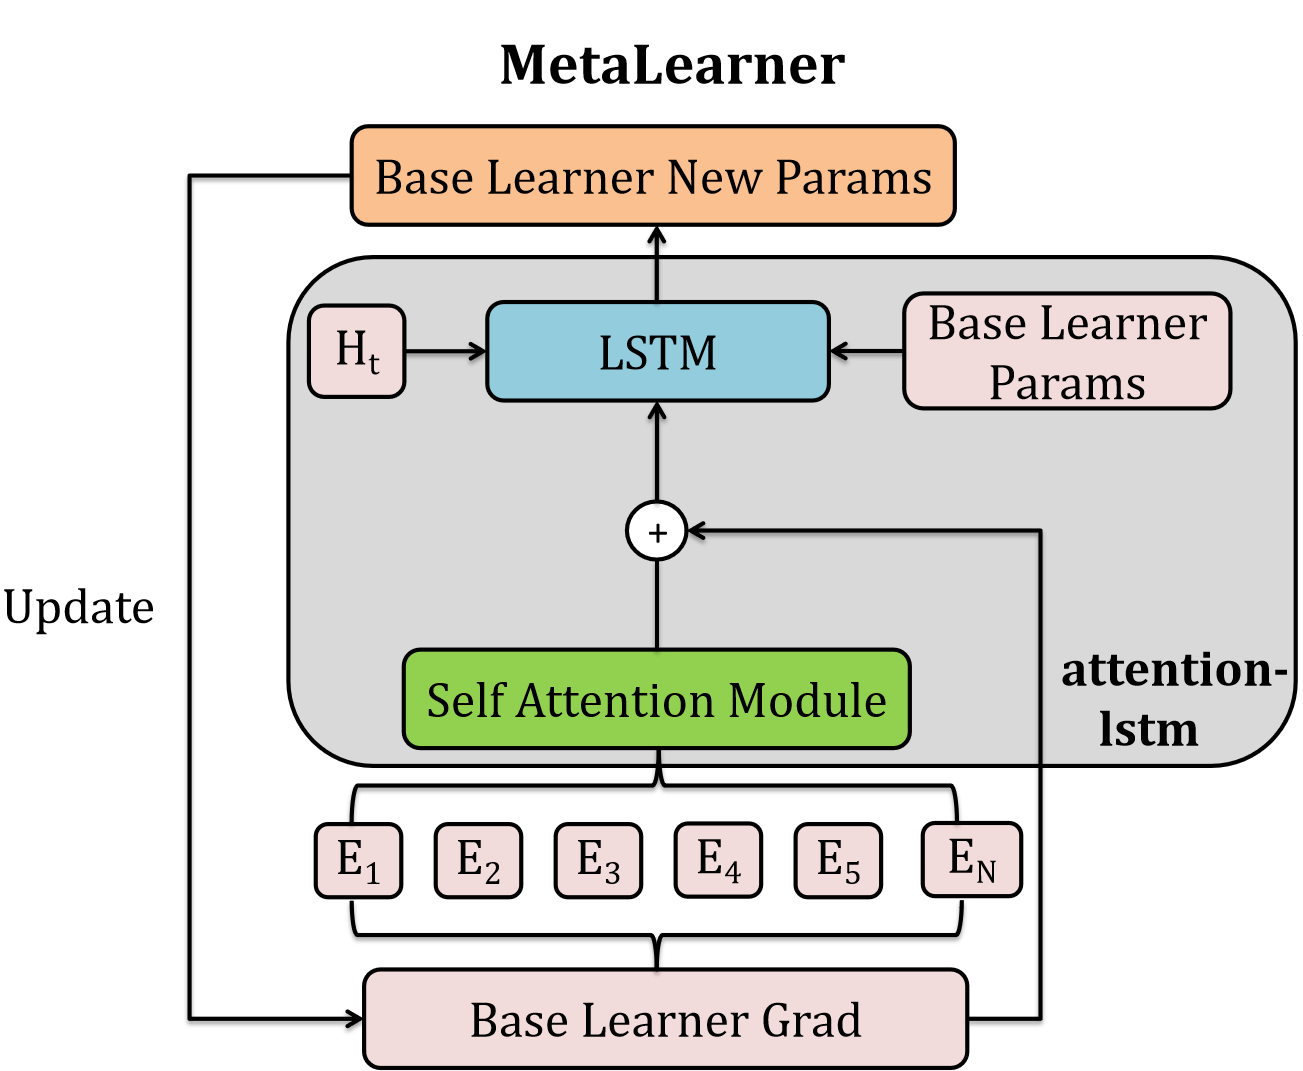 MetaLearner
Base Learner New Params
H_t
LSTM
Base Learner
Params
+
Update
Self Attention Module
attention-
lstm
E_1 E_2 E_3 E_4 E_5 E_N
Base Learner Grad